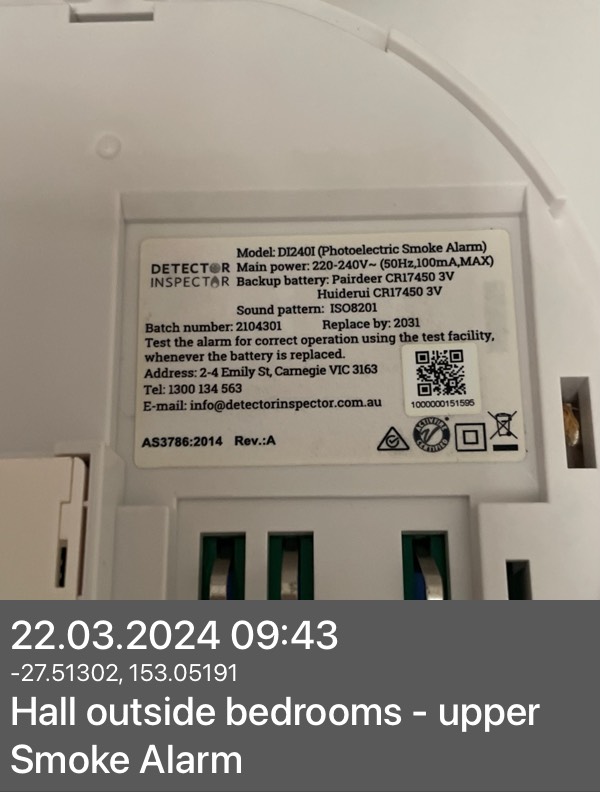 DETECTOR
INSPECTOR
Model: DI240I (Photoelectric Smoke Alarm)
Main power: 220-240V~ (50Hz,100mA,MAX)
Backup battery: Pairdeer CR17450 3V
Huiderui CR17450 3V
Sound pattern: ISO8201
Batch number: 2104301 Replace by: 2031
Test the alarm for correct operation using the test facility,
whenever the battery is replaced.
Address: 2-4 Emily St, Carnegie VIC 3163
Tel: 1300 134 563
E-mail: info@detectorinspector.com.au
1000000151595
AS3786:2014 Rev.:A
22.03.2024 09:43
-27.51302, 153.05191
Hall outside bedrooms - upper
Smoke Alarm